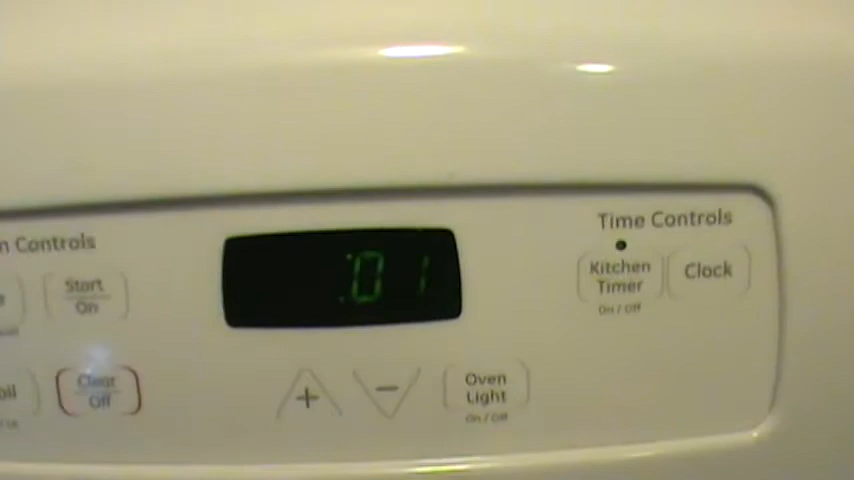 n Controls
Start
On
Clear
Off
:01
+
−
Oven
Light
On / Off
Time Controls
Kitchen
Timer
On / Off
Clock